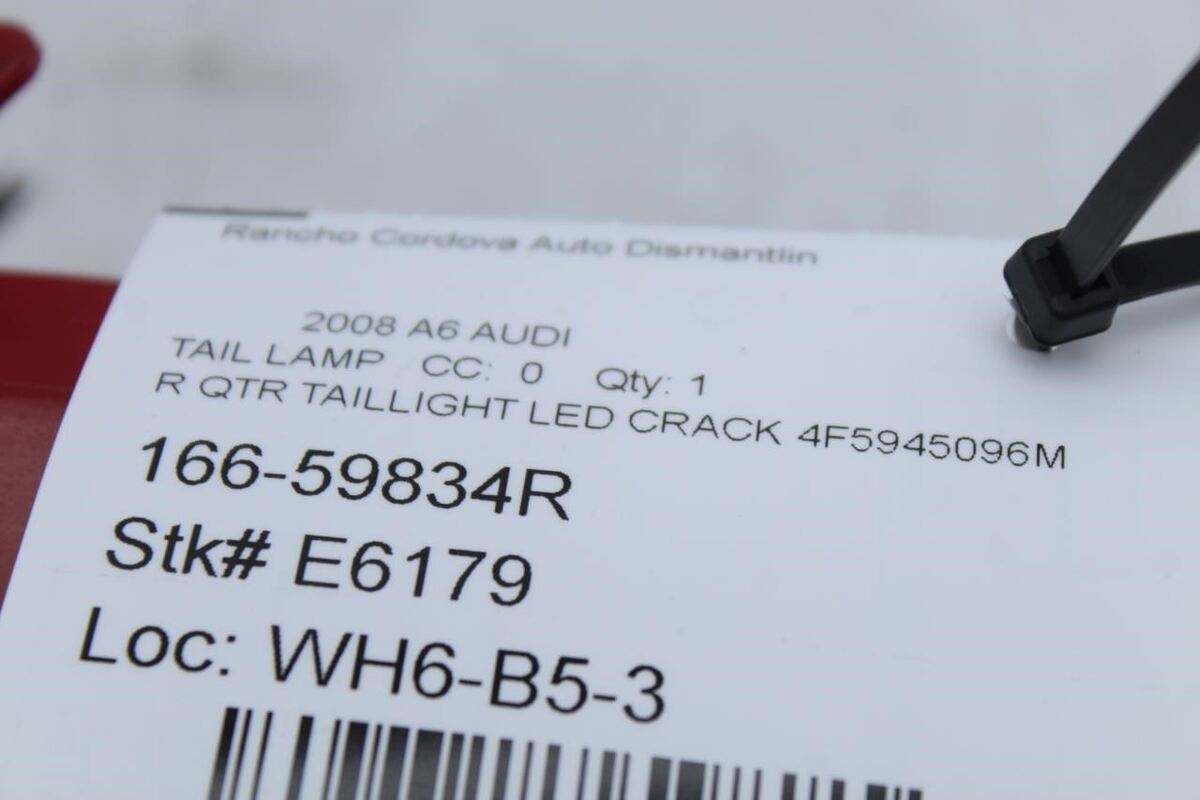 Rancho Cordova Auto Dismantlin
2008 A6 AUDI
TAIL LAMP CC: 0 Qty: 1
R QTR TAILLIGHT LED CRACK 4F5945096M
166-59834R
Stk# E6179
Loc: WH6-B5-3